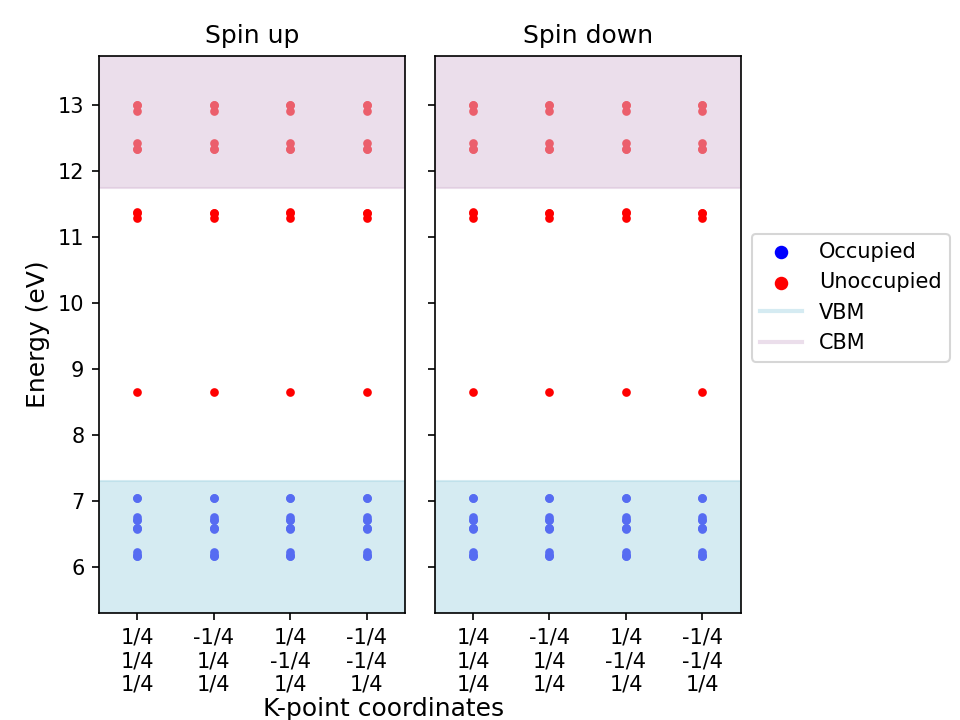 Spin up
Spin down
Energy (eV)
13
12
11
10
9
8
7
6
1/4 -1/4 1/4 -1/4
1/4 1/4 -1/4 -1/4
1/4 1/4 1/4 1/4
1/4 -1/4 1/4 -1/4
1/4 1/4 -1/4 -1/4
1/4 1/4 1/4 1/4
K-point coordinates
Occupied
Unoccupied
VBM
CBM